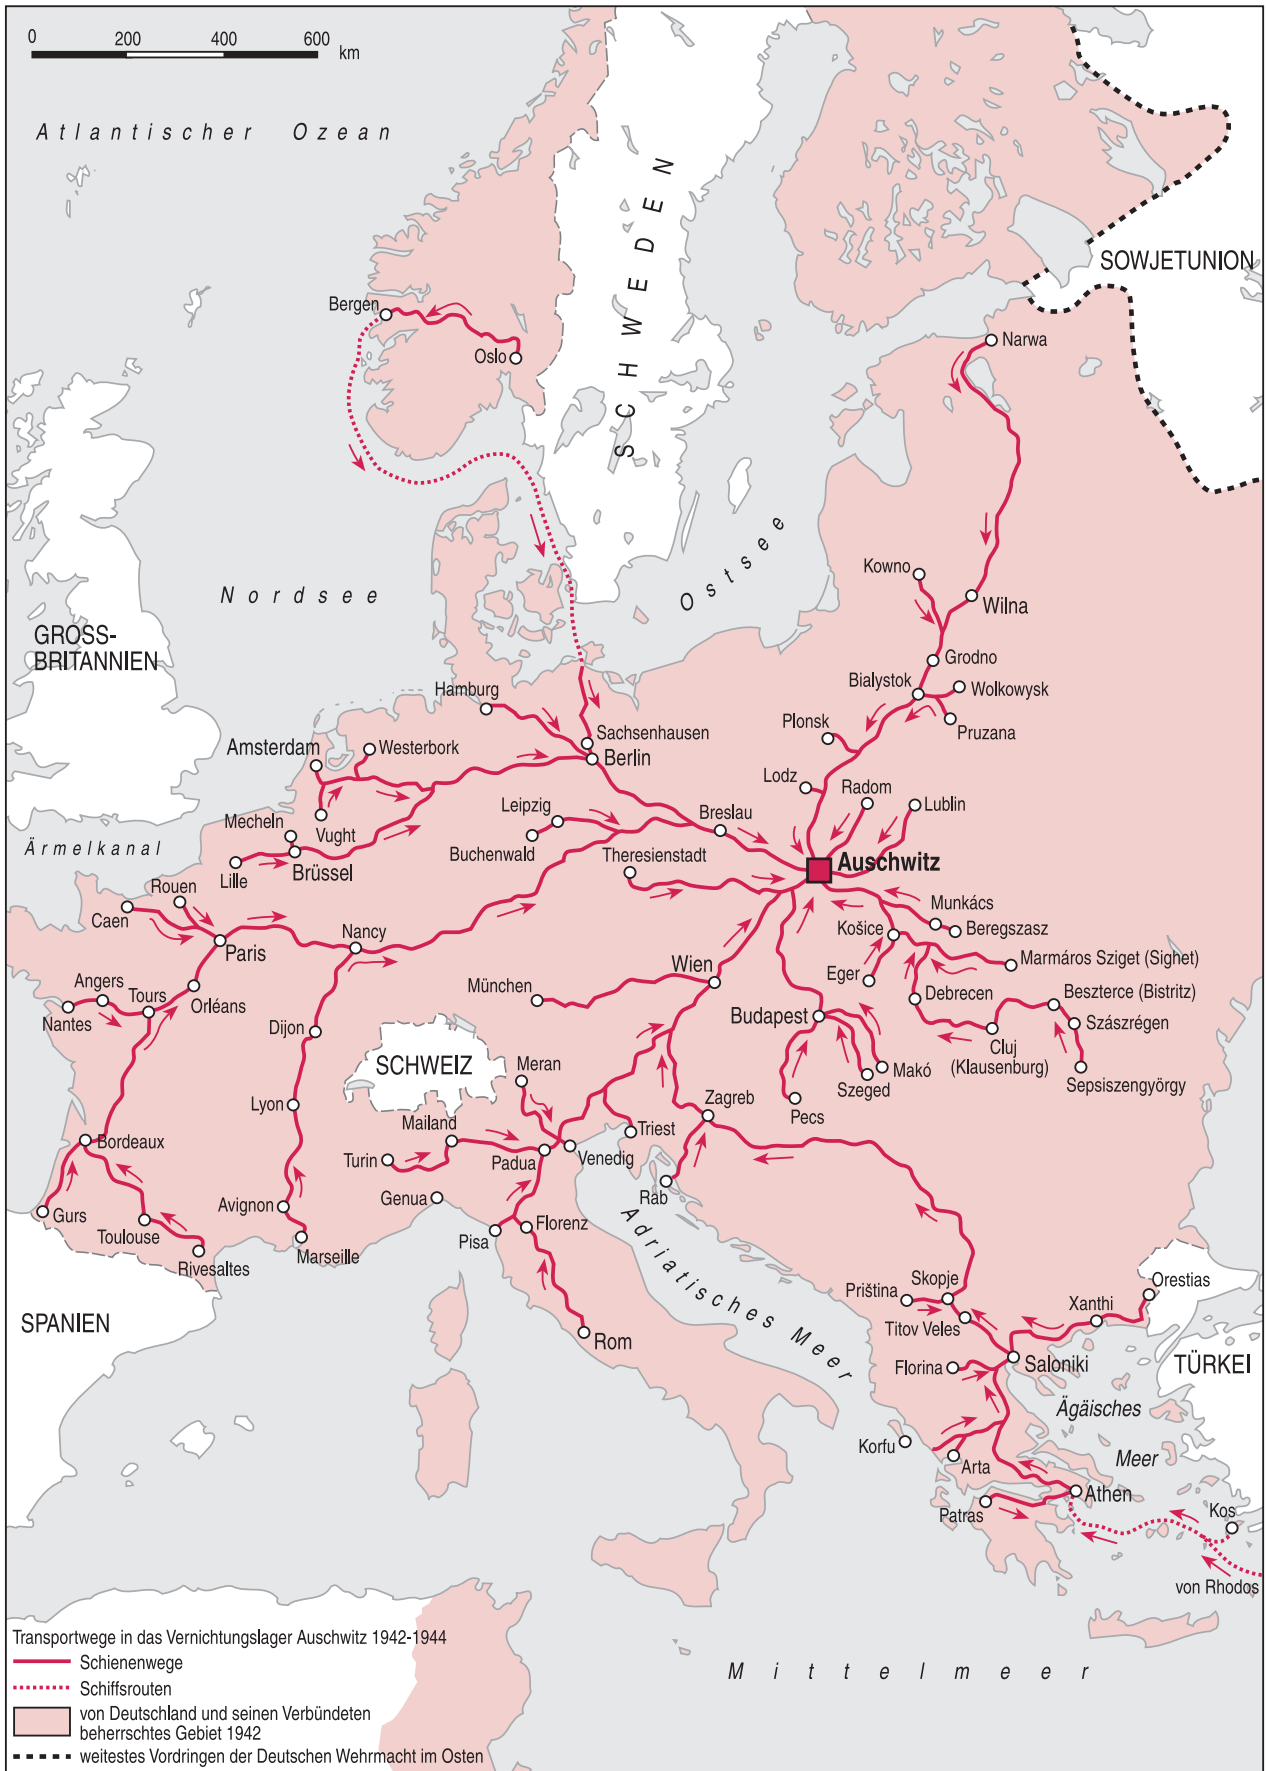 0 200 400 600 km
Atlantischer Ozean
SCHWEDEN
SOWJETUNION
Bergen
Oslo
Narwa
Ostsee
Nordsee
Kowno
Wilna
GROSS-
BRITANNIEN
Grodno
Bialystok
Wolkowysk
Pruzana
Hamburg
Plonsk
Sachsenhausen
Berlin
Amsterdam
Westerbork
Lodz
Radom
Lublin
Vught
Mecheln
Leipzig
Breslau
Ärmelkanal
Lille
Brüssel
Buchenwald
Theresienstadt
Auschwitz
Rouen
Caen
Paris
Nancy
Munkács
Beregszasz
Košice
Marmáros Sziget (Sighet)
Eger
Angers
Tours
Orléans
Nantes
München
Wien
Debrecen
Beszterce (Bistritz)
Budapest
Szászrégen
Dijon
Cluj
(Klausenburg)
SCHWEIZ
Meran
Makó
Szeged
Sepsiszengyörgy
Lyon
Pecs
Zagreb
Mailand
Triest
Bordeaux
Turin
Padua
Venedig
Rab
Genua
Avignon
Gurs
Toulouse
Marseille
Rivesaltes
Pisa
Florenz
Adriatisches Meer
Priština
Skopje
Orestias
Xanthi
Titov Veles
SPANIEN
Rom
Florina
Saloniki
TÜRKEI
Ägäisches
Meer
Korfu
Arta
Athen
Patras
Kos
von Rhodos
Mittelmeer
Transportwege in das Vernichtungslager Auschwitz 1942-1944
Schienenwege
Schiffsrouten
von Deutschland und seinen Verbündeten
beherrschtes Gebiet 1942
weitestes Vordringen der Deutschen Wehrmacht im Osten